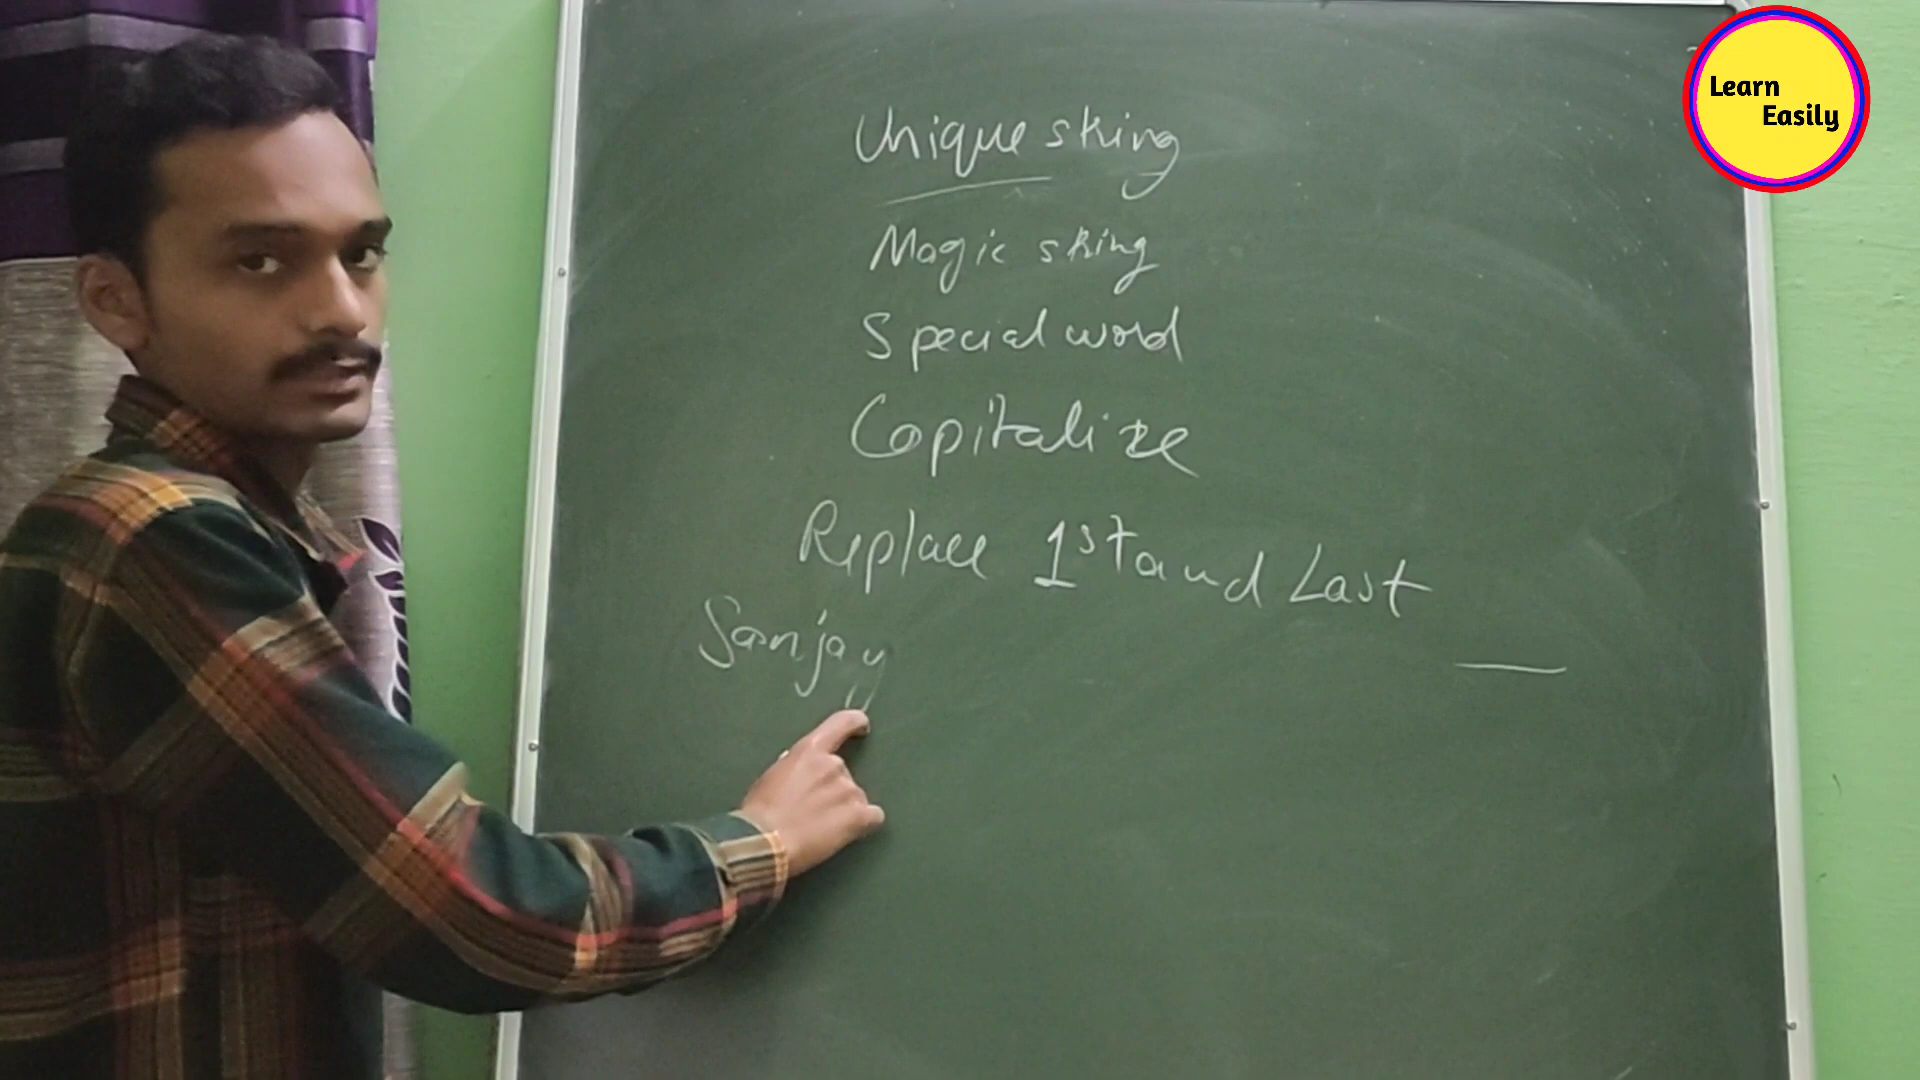 Unique string
Magic string
Special word
Capitalize
Replace 1st and Last
Sanjay
Learn
Easily